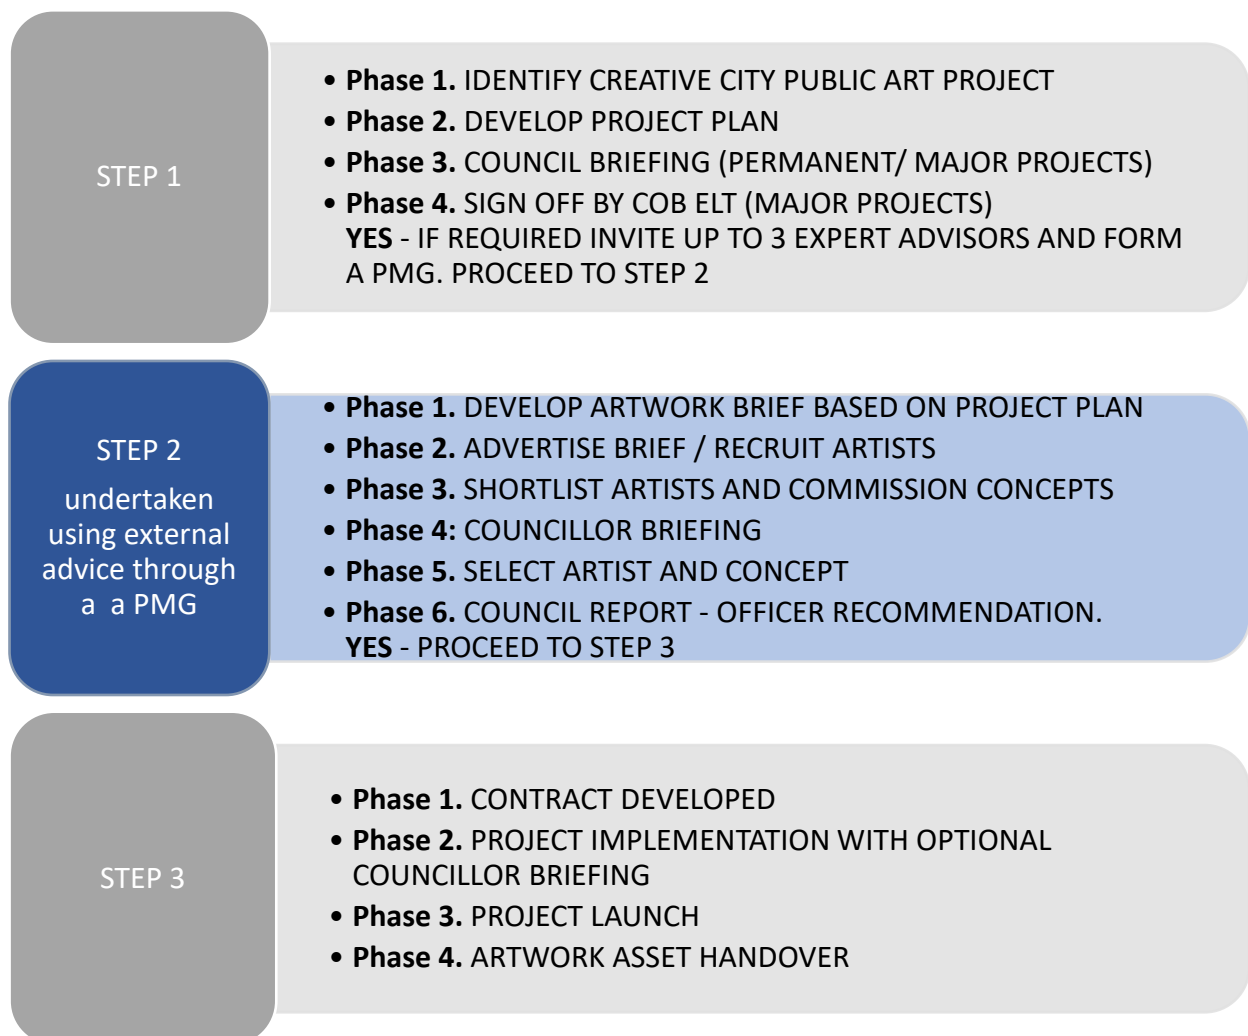 STEP 1
• Phase 1. IDENTIFY CREATIVE CITY PUBLIC ART PROJECT
• Phase 2. DEVELOP PROJECT PLAN
• Phase 3. COUNCIL BRIEFING (PERMANENT/ MAJOR PROJECTS)
• Phase 4. SIGN OFF BY COB ELT (MAJOR PROJECTS)
YES - IF REQUIRED INVITE UP TO 3 EXPERT ADVISORS AND FORM
A PMG. PROCEED TO STEP 2
STEP 2
undertaken
using external
advice through
a a PMG
• Phase 1. DEVELOP ARTWORK BRIEF BASED ON PROJECT PLAN
• Phase 2. ADVERTISE BRIEF / RECRUIT ARTISTS
• Phase 3. SHORTLIST ARTISTS AND COMMISSION CONCEPTS
• Phase 4: COUNCILLOR BRIEFING
• Phase 5. SELECT ARTIST AND CONCEPT
• Phase 6. COUNCIL REPORT - OFFICER RECOMMENDATION.
YES - PROCEED TO STEP 3
STEP 3
• Phase 1. CONTRACT DEVELOPED
• Phase 2. PROJECT IMPLEMENTATION WITH OPTIONAL
COUNCILLOR BRIEFING
• Phase 3. PROJECT LAUNCH
• Phase 4. ARTWORK ASSET HANDOVER